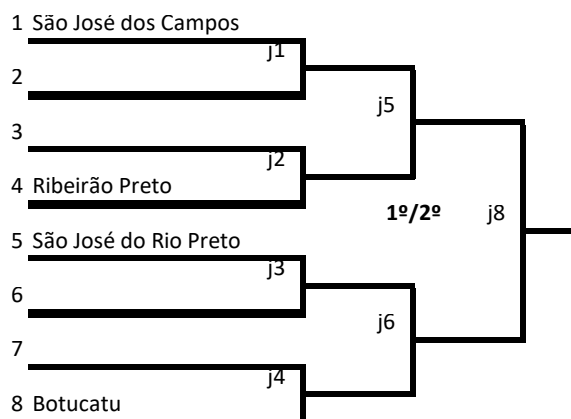 1 São José dos Campos
j1
2
j5
3
j2
4 Ribeirão Preto
1º/2º j8
5 São José do Rio Preto
j3
6
j6
7
j4
8 Botucatu